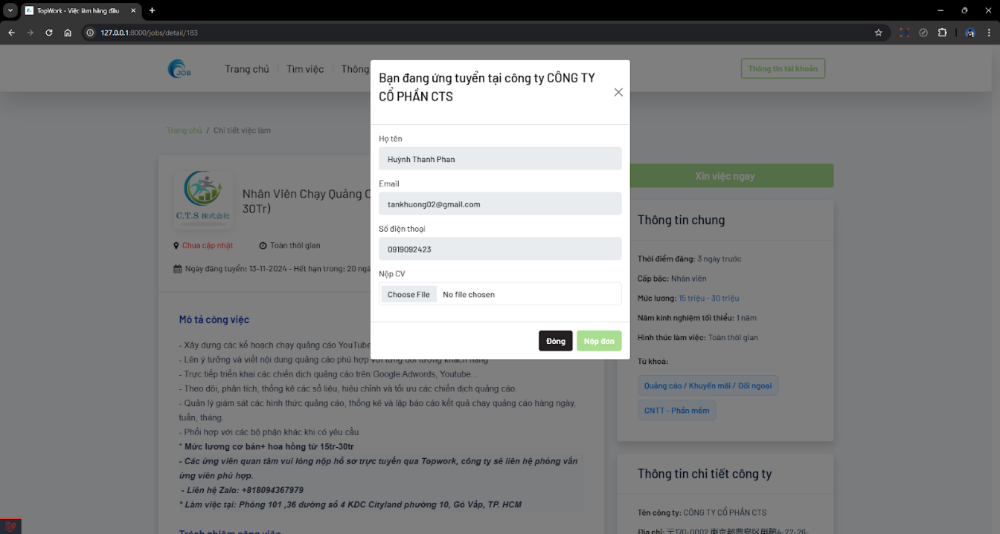 TopWork - Việc làm hàng đầu
127.0.0.1:8000/jobs/detail/183
JOB
Trang chủ
Tìm việc
Thông
Thông tin tài khoản
Bạn đang ứng tuyển tại công ty CÔNG TY
CỔ PHẦN CTS
Trang chủ / Chi tiết việc làm
Họ tên
Huỳnh Thanh Phan
Email
tankhuong02@gmail.com
Số điện thoại
0919092423
Nộp CV
Choose File No file chosen
Đóng
Nộp đơn
C.T.S 株式会社
Nhân Viên Chạy Quảng C
30Tr)
Chưa cập nhật
Toàn thời gian
Ngày đăng tuyển: 13-11-2024 - Hết hạn trong: 20 ngà
Mô tả công việc
- Xây dựng các kế hoạch chạy quảng cáo YouTube
- Lên ý tưởng và viết nội dung quảng cáo phù hợp với từng đối tượng khách hàng
- Trực tiếp triển khai các chiến dịch quảng cáo trên Google Adwords, Youtube...
- Theo dõi, phân tích, thống kê các số liệu, hiệu chỉnh và tối ưu các chiến dịch quảng cáo.
- Quản lý giám sát các hình thức quảng cáo, thống kê và lập báo cáo kết quả chạy quảng cáo hàng ngày,
tuần, tháng.
- Phối hợp với các bộ phận khác khi có yêu cầu.
* Mức lương cơ bản+ hoa hồng từ 15tr-30tr
- Các ứng viên quan tâm vui lòng nộp hồ sơ trực tuyến qua Topwork, công ty sẽ liên hệ phỏng vấn
ứng viên phù hợp.
- Liên hệ Zalo: +818094367979
* Làm việc tại: Phòng 101 ,36 đường số 4 KDC Cityland phường 10, Gò Vấp, TP. HCM
Trách nhiệm công việc
Xin việc ngay
Thông tin chung
Thời điểm đăng: 3 ngày trước
Cấp bậc: Nhân viên
Mức lương: 15 triệu - 30 triệu
Năm kinh nghiệm tối thiểu: 1 năm
Hình thức làm việc: Toàn thời gian
Từ khoá:
Quảng cáo / Khuyến mãi / Đối ngoại
CNTT - Phần mềm
Thông tin chi tiết công ty
Tên công ty: CÔNG TY CỔ PHẦN CTS
Địa chỉ: 〒170-0002 東京都豊島区巣鴨4-22-26-